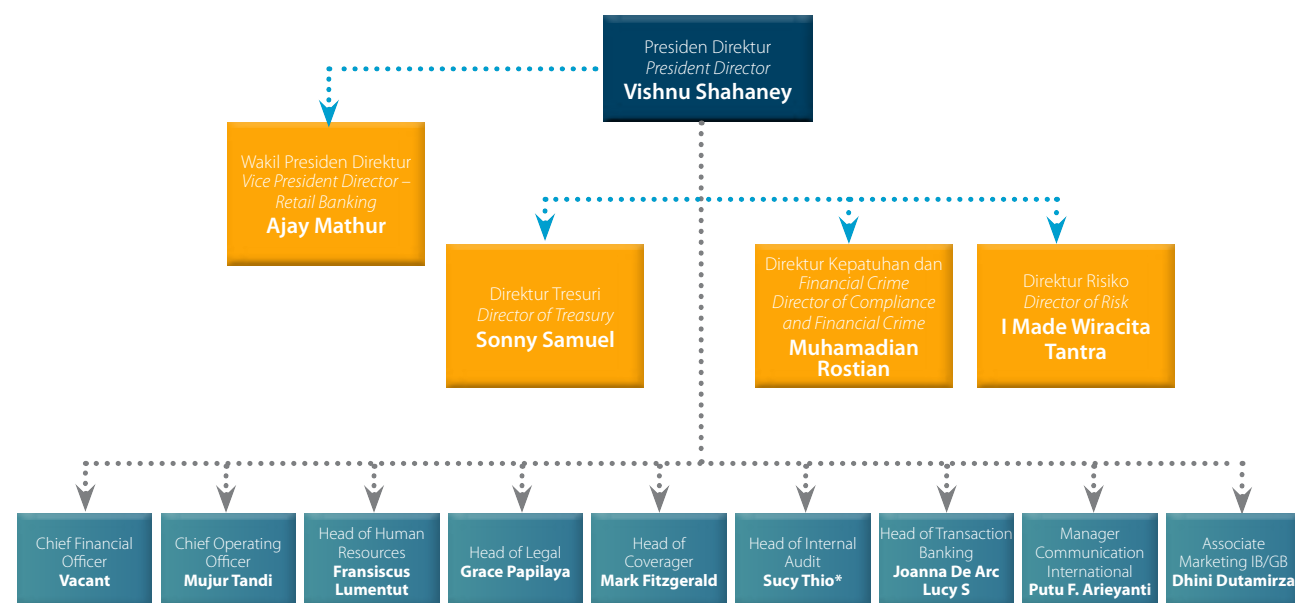 Presiden Direktur
President Director
Vishnu Shahaney
Wakil Presiden Direktur
Vice President Director –
Retail Banking
Ajay Mathur
Direktur Tresuri
Director of Treasury
Sonny Samuel
Direktur Kepatuhan dan
Financial Crime
Director of Compliance
and Financial Crime
Muhamadian
Rostian
Direktur Risiko
Director of Risk
I Made Wiracita
Tantra
Chief Financial
Officer
Vacant
Chief Operating
Officer
Mujur Tandi
Head of Human
Resources
Fransiscus
Lumentut
Head of Legal
Grace Papilaya
Head of
Coverager
Mark Fitzgerald
Head of Internal
Audit
Sucy Thio*
Head of Transaction
Banking
Joanna De Arc
Lucy S
Manager
Communication
International
Putu F. Arieyanti
Associate
Marketing IB/GB
Dhini Dutamirza